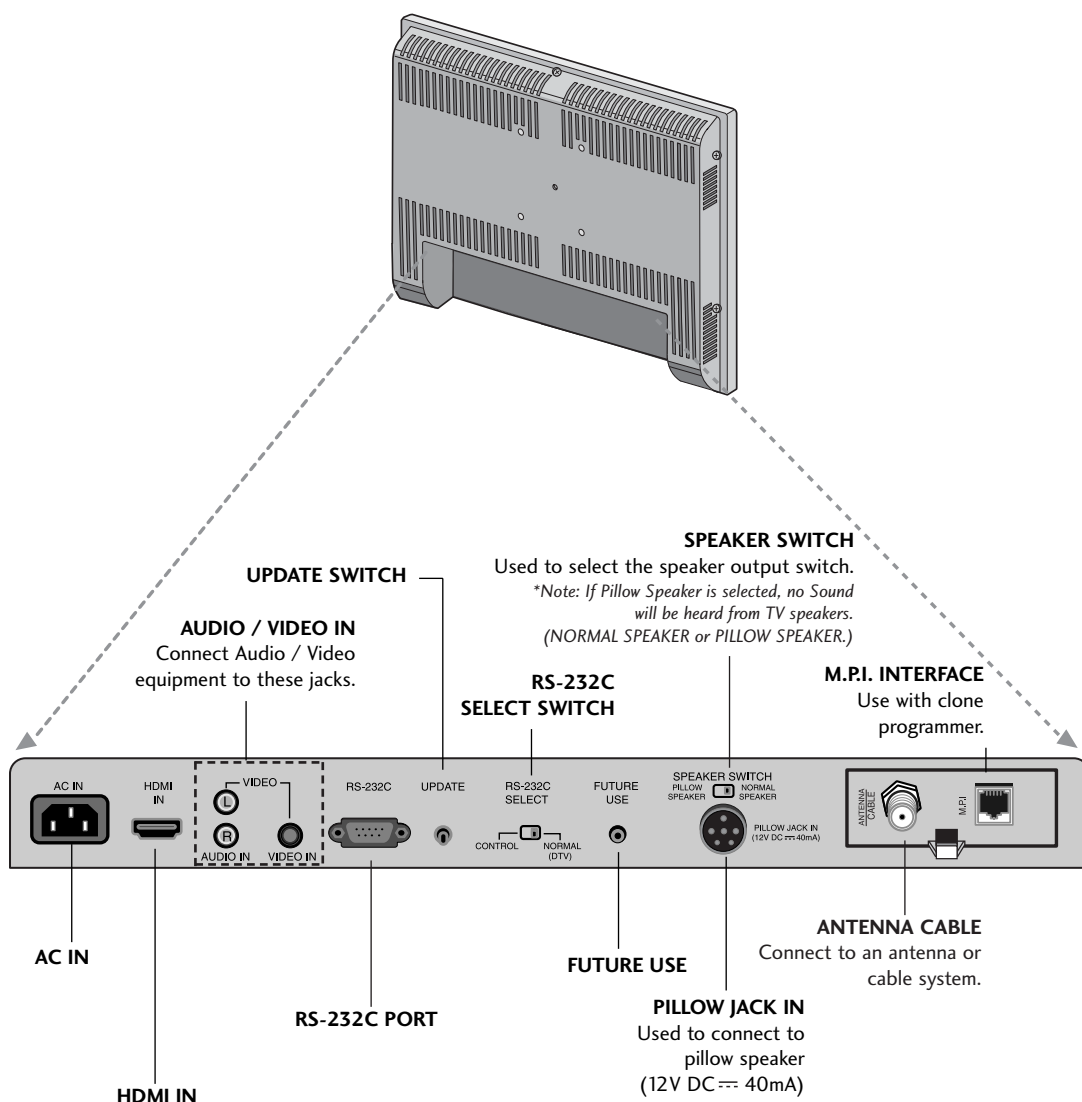 SPEAKER SWITCH
Used to select the speaker output switch.
*Note: If Pillow Speaker is selected, no Sound
will be heard from TV speakers.
(NORMAL SPEAKER or PILLOW SPEAKER.)
UPDATE SWITCH
AUDIO / VIDEO IN
Connect Audio / Video
equipment to these jacks.
RS-232C
SELECT SWITCH
M.P.I. INTERFACE
Use with clone
programmer.
AC IN
HDMI
IN
VIDEO
L
R
AUDIO IN
VIDEO IN
RS-232C
UPDATE
RS-232C
SELECT
CONTROL
NORMAL
(DTV)
FUTURE
USE
SPEAKER SWITCH
PILLOW
SPEAKER
NORMAL
SPEAKER
PILLOW JACK IN
(12V DC ⎓ 40mA)
ANTENNA
CABLE
M.P.I
AC IN
HDMI IN
RS-232C PORT
FUTURE USE
PILLOW JACK IN
Used to connect to
pillow speaker
(12V DC ⎓ 40mA)
ANTENNA CABLE
Connect to an antenna or
cable system.